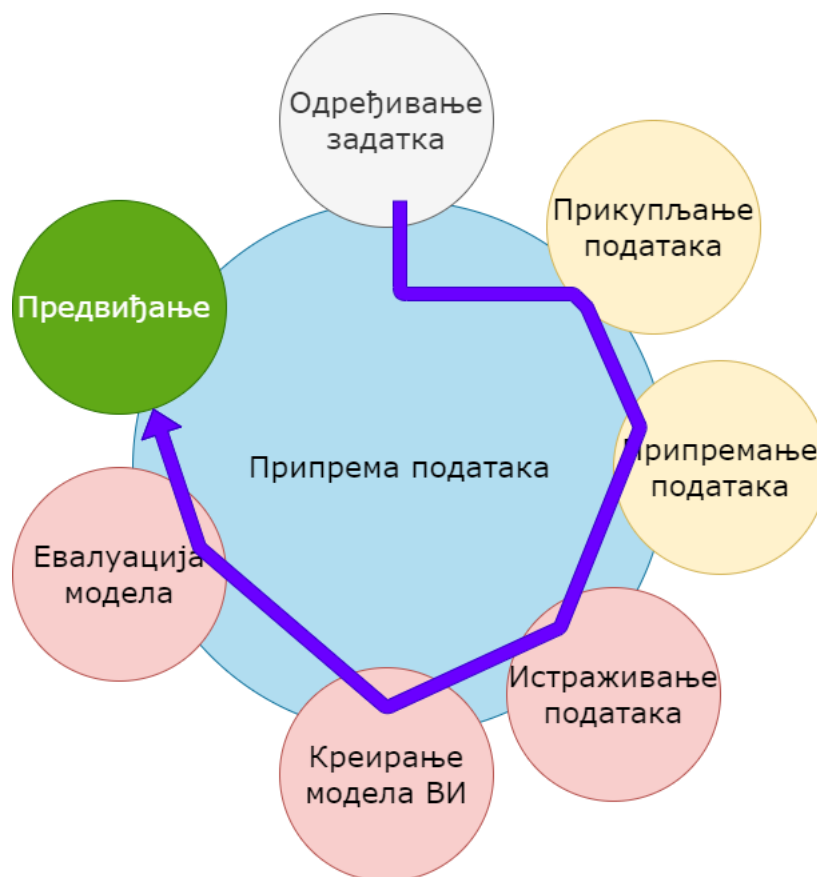 Одређивање
задатка
Прикупљање
података
Предвиђање
Припрема података
Припремање
података
Евалуација
модела
Истраживање
података
Креирање
модела ВИ